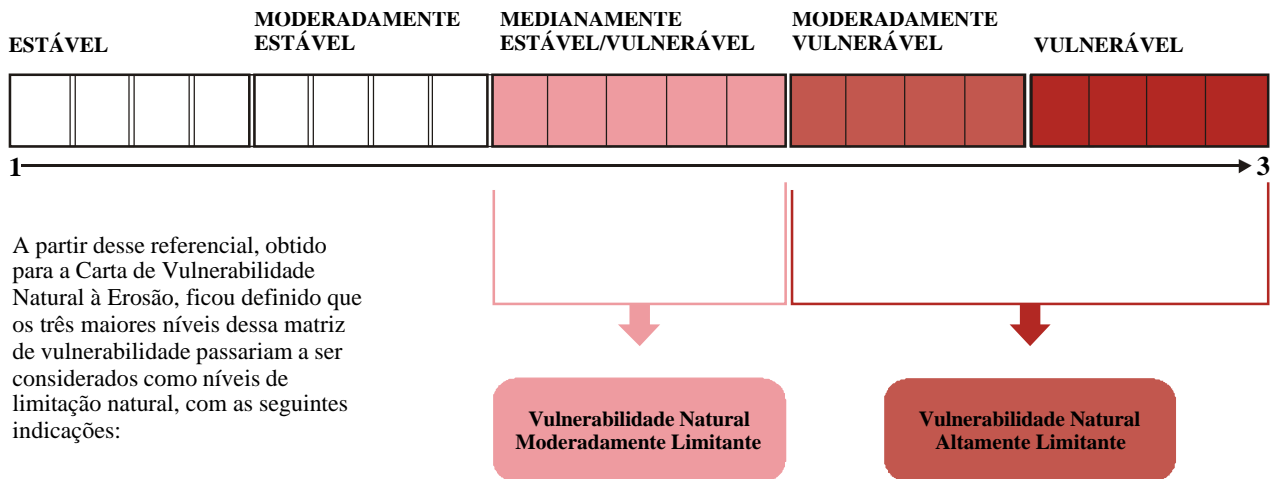 ESTÁVEL
MODERADAMENTE
ESTÁVEL
MEDIANAMENTE
ESTÁVEL/VULNERÁVEL
MODERADAMENTE
VULNERÁVEL
VULNERÁVEL
1
3
A partir desse referencial, obtido
para a Carta de Vulnerabilidade
Natural à Erosão, ficou definido que
os três maiores níveis dessa matriz
de vulnerabilidade passariam a ser
considerados como níveis de
limitação natural, com as seguintes
indicações:
Vulnerabilidade Natural
Moderadamente Limitante
Vulnerabilidade Natural
Altamente Limitante